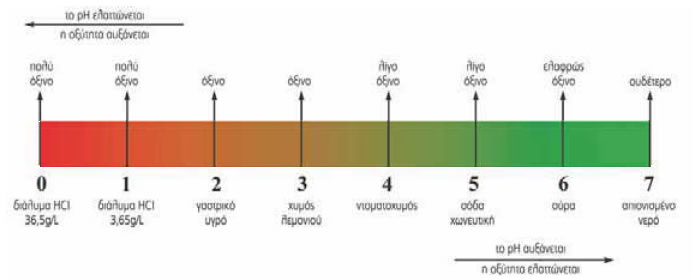 το pH ελαττώνεται
η οξύτητα αυξάνεται
πολύ όξινο
πολύ όξινο
όξινο
όξινο
λίγο όξινο
λίγο όξινο
ελαφρώς όξινο
ουδέτερο
0 1 2 3 4 5 6 7
διάλυμα HCl 36,5g/L
διάλυμα HCl 3,65g/L
γαστρικό υγρό
χυμός λεμονιού
ντοματοχυμός
σόδα χωνευτική
ούρα
απιονισμένο νερό
το pH αυξάνεται
η οξύτητα ελαττώνεται